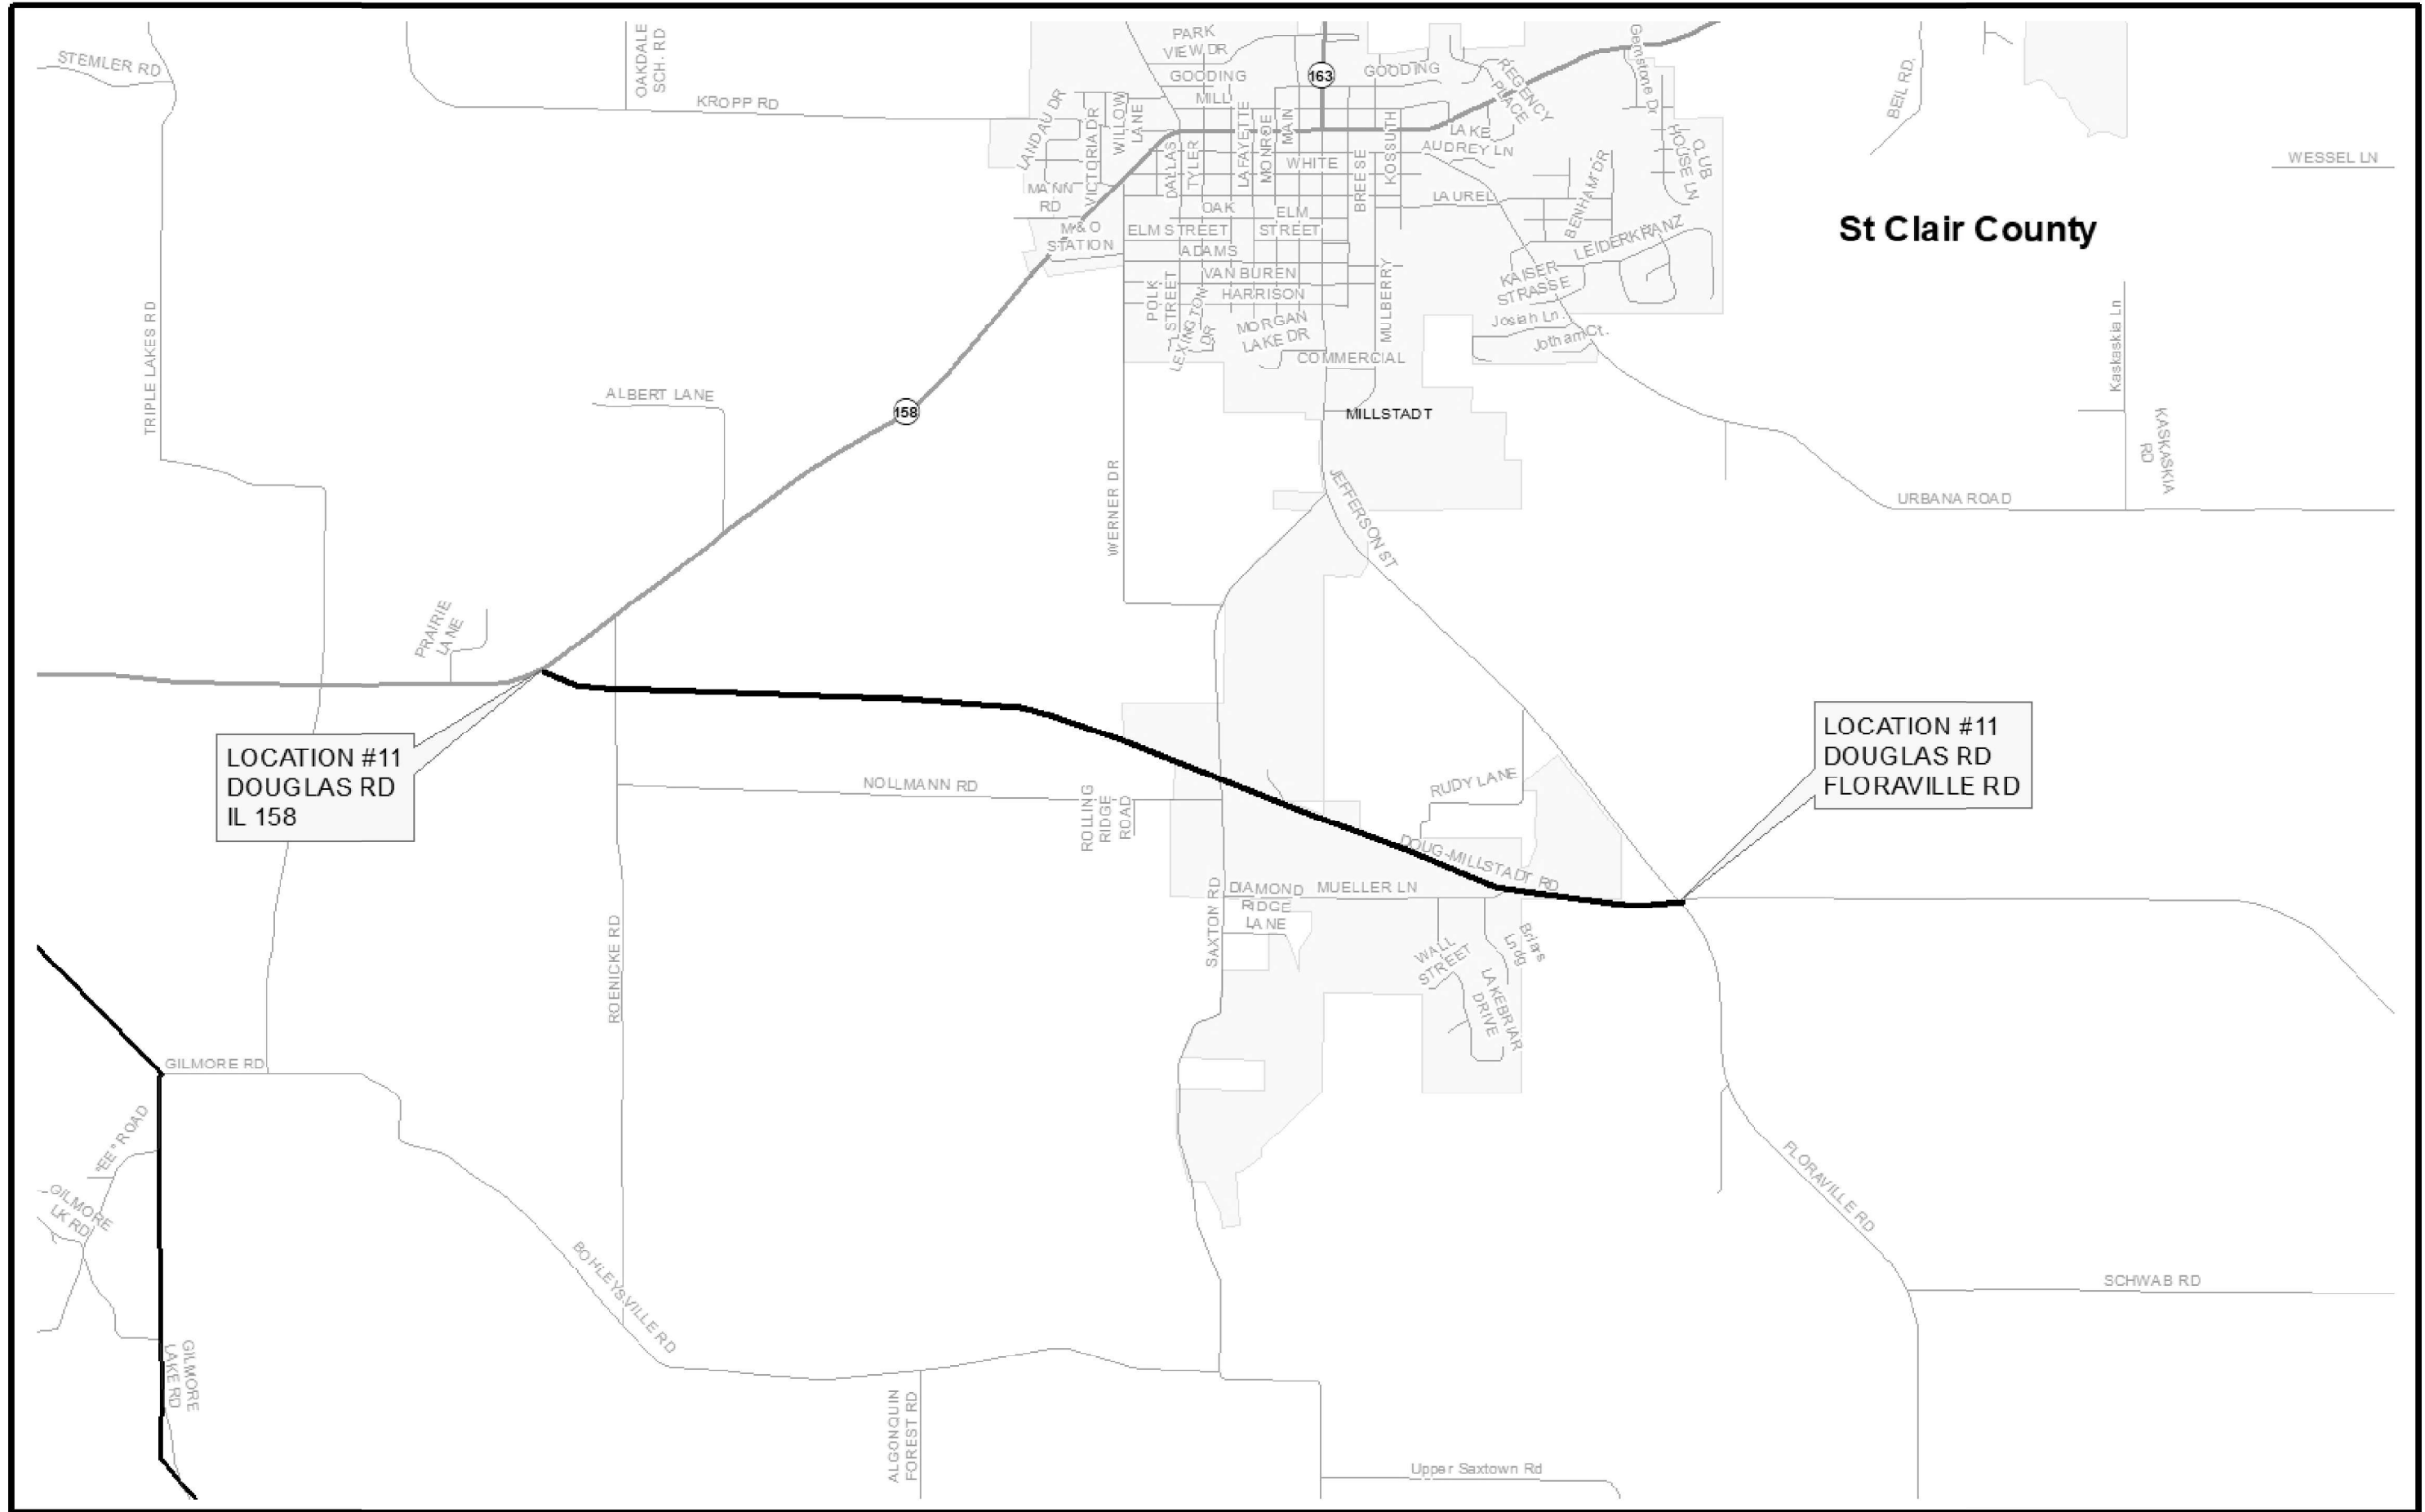 STEMLER RD
OAKDALE
SCH. RD
KROPP RD
PARK
VIEW DR
GOODING
163
GOODING
REGENCY
PLACE
Gemstone Dr
BEIL RD.
WESSEL LN
LANDAU DR
VICTORIA DR
WILLOW
LANE
MILL
LAFAYETTE
MONROE
MAIN
KOSSUTH
LAKE
AUDREY LN
CLUB
HOUSE LN
DALLAS
TYLER
WHITE
BREESE
BENHAM DR
MANN
RD
OAK
ELM
LAUREL
St Clair County
M & O
STATION
ELM STREET
STREET
ADAMS
LEIDERKRANZ
VAN BUREN
KAISER
STRASSE
POLK
STREET
LEXINGTON
DR
HARRISON
MORGAN
LAKE DR
MULBERRY
Josiah Ln.
Jotham Ct.
COMMERCIAL
TRIPLE LAKES RD
ALBERT LANE
158
MILLSTADT
Kaskaskia Ln
KASKASKIA
RD
WERNER DR
JEFFERSON ST
URBANA ROAD
PRAIRIE
LANE
LOCATION #11
DOUGLAS RD
IL 158
LOCATION #11
DOUGLAS RD
FLORAVILLE RD
NOLLMANN RD
ROLLING
RIDGE
ROAD
RUDY LANE
DOUG-MILLSTADT RD
SAXTON RD
DIAMOND
RIDGE
LANE
MUELLER LN
WALL
STREET
Briars
Lndg
LAKEBRIAR
DRIVE
ROENICKE RD
GILMORE RD
"EE" ROAD
GILMORE
LK RD
FLORAVILLE RD
BOHLEYSVILLE RD
SCHWAB RD
GILMORE
LAKE RD
ALGONQUIN
FOREST RD
Upper Saxtown Rd